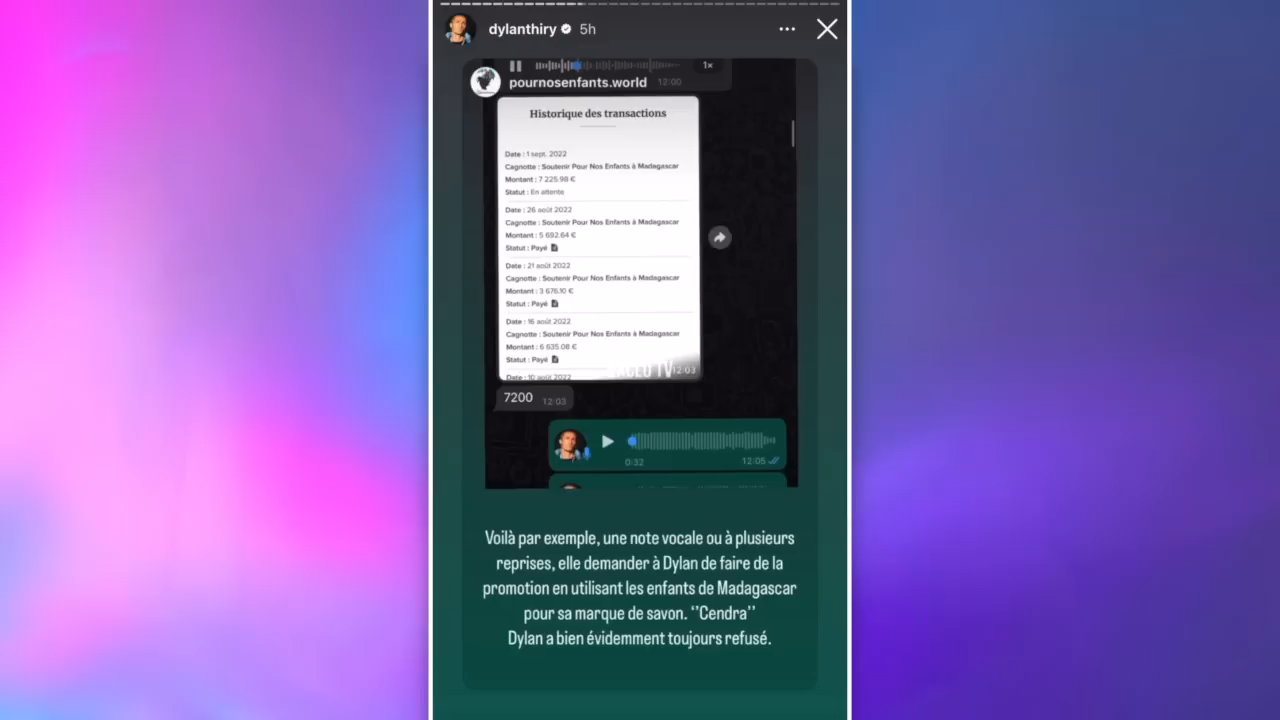 dylanthiry 5h
1x
pournosenfants.world 12:00
Historique des transactions
Date : 1 sept. 2022
Cagnotte : Soutenir Pour Nos Enfants à Madagascar
Montant : 7 225.98 €
Statut : En attente
Date : 26 août 2022
Cagnotte : Soutenir Pour Nos Enfants à Madagascar
Montant : 5 692.64 €
Statut : Payé
Date : 21 août 2022
Cagnotte : Soutenir Pour Nos Enfants à Madagascar
Montant : 3 676.10 €
Statut : Payé
Date : 16 août 2022
Cagnotte : Soutenir Pour Nos Enfants à Madagascar
Montant : 6 635.08 €
Statut : Payé
Date : 10 août 2022
TV 12:03
7200 12:03
0:32 12:05
Voilà par exemple, une note vocale ou à plusieurs
reprises, elle demander à Dylan de faire de la
promotion en utilisant les enfants de Madagascar
pour sa marque de savon. ‘’Cendra’’
Dylan a bien évidemment toujours refusé.